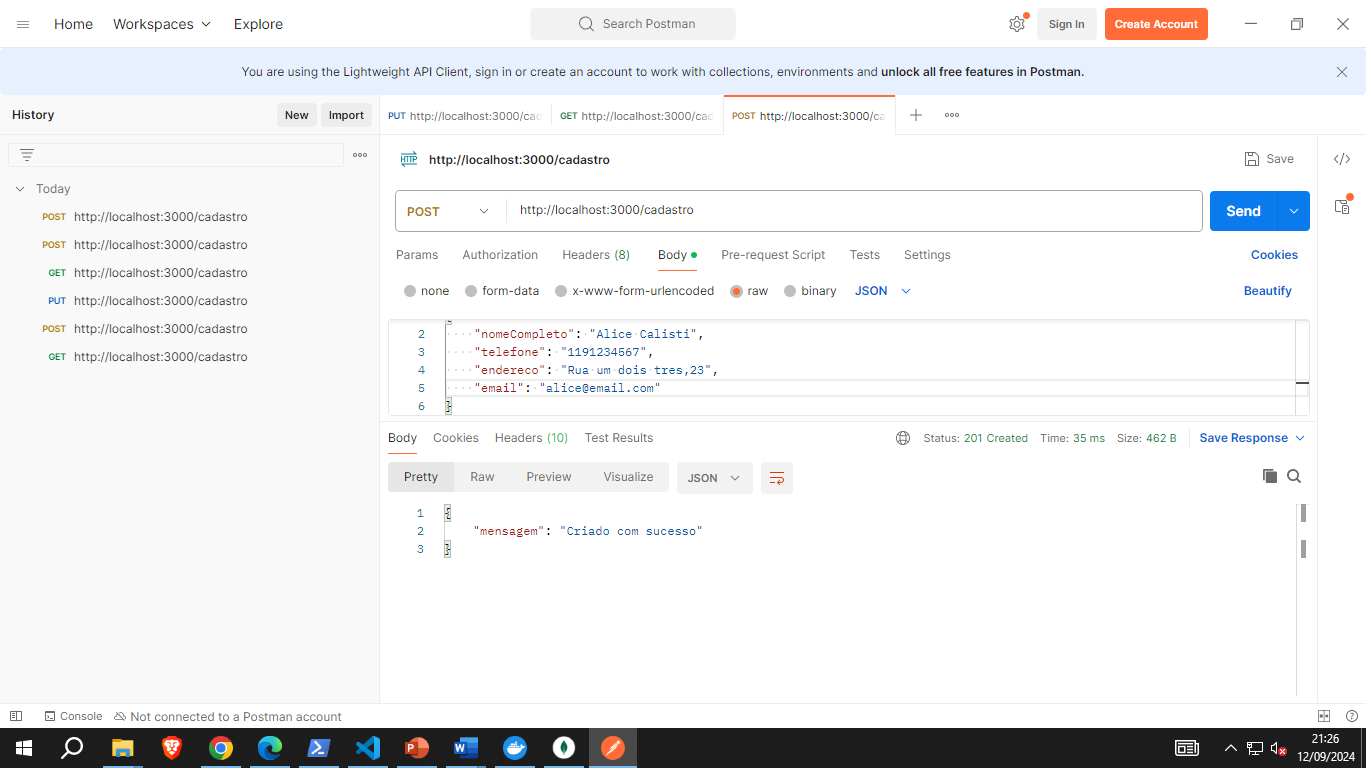 Home Workspaces Explore Search Postman Sign In Create Account
You are using the Lightweight API Client, sign in or create an account to work with collections, environments and unlock all free features in Postman.
History New Import
PUT http://localhost:3000/cad GET http://localhost:3000/cad POST http://localhost:3000/ca
HTTP http://localhost:3000/cadastro Save
Today
POST http://localhost:3000/cadastro
POST http://localhost:3000/cadastro
GET http://localhost:3000/cadastro
PUT http://localhost:3000/cadastro
POST http://localhost:3000/cadastro
GET http://localhost:3000/cadastro
POST http://localhost:3000/cadastro Send
Params Authorization Headers (8) Body Pre-request Script Tests Settings Cookies
none form-data x-www-form-urlencoded raw binary JSON Beautify
2 "nomeCompleto": "Alice Calisti",
3 "telefone": "1191234567",
4 "endereco": "Rua um dois tres,23",
5 "email": "alice@email.com"
6 }
Body Cookies Headers (10) Test Results Status: 201 Created Time: 35 ms Size: 462 B Save Response
Pretty Raw Preview Visualize JSON
1 {
2 "mensagem": "Criado com sucesso"
3 }
Console Not connected to a Postman account
21:26
12/09/2024